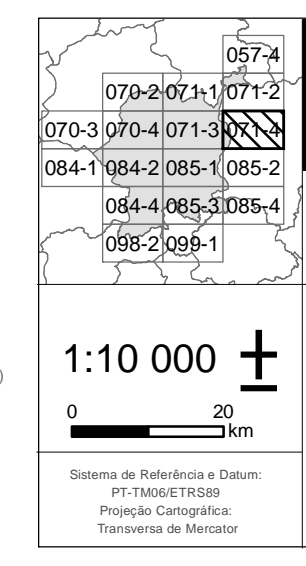 057-4
070-2 071-1 071-2
070-3 070-4 071-3 071-4
084-1 084-2 085-1 085-2
084-4 085-3 085-4
098-2 099-1
)
1:10 000
0 20
km
Sistema de Referência e Datum:
PT-TM06/ETRS89
Projeção Cartográfica:
Transversa de Mercator